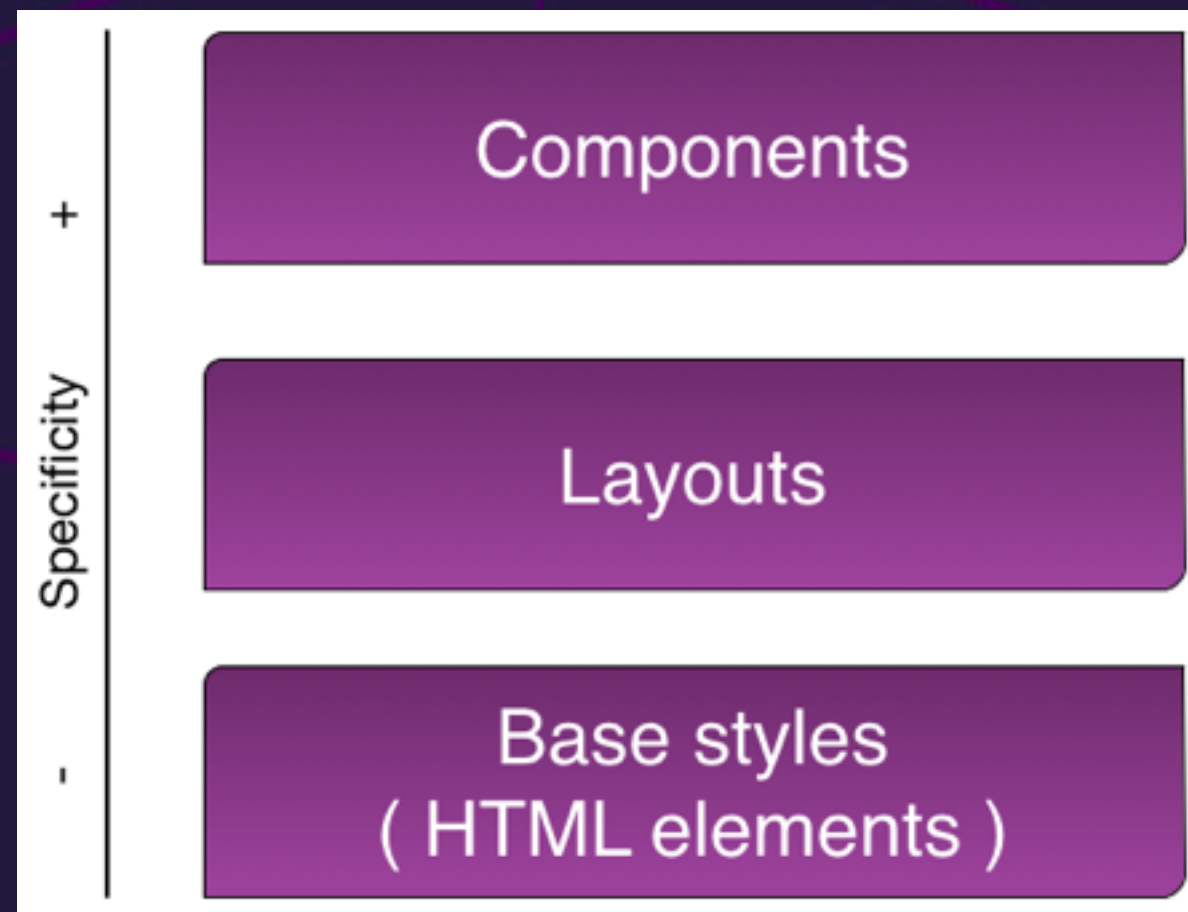 Components
+
Layouts
Specificity
Base styles
( HTML elements )
-